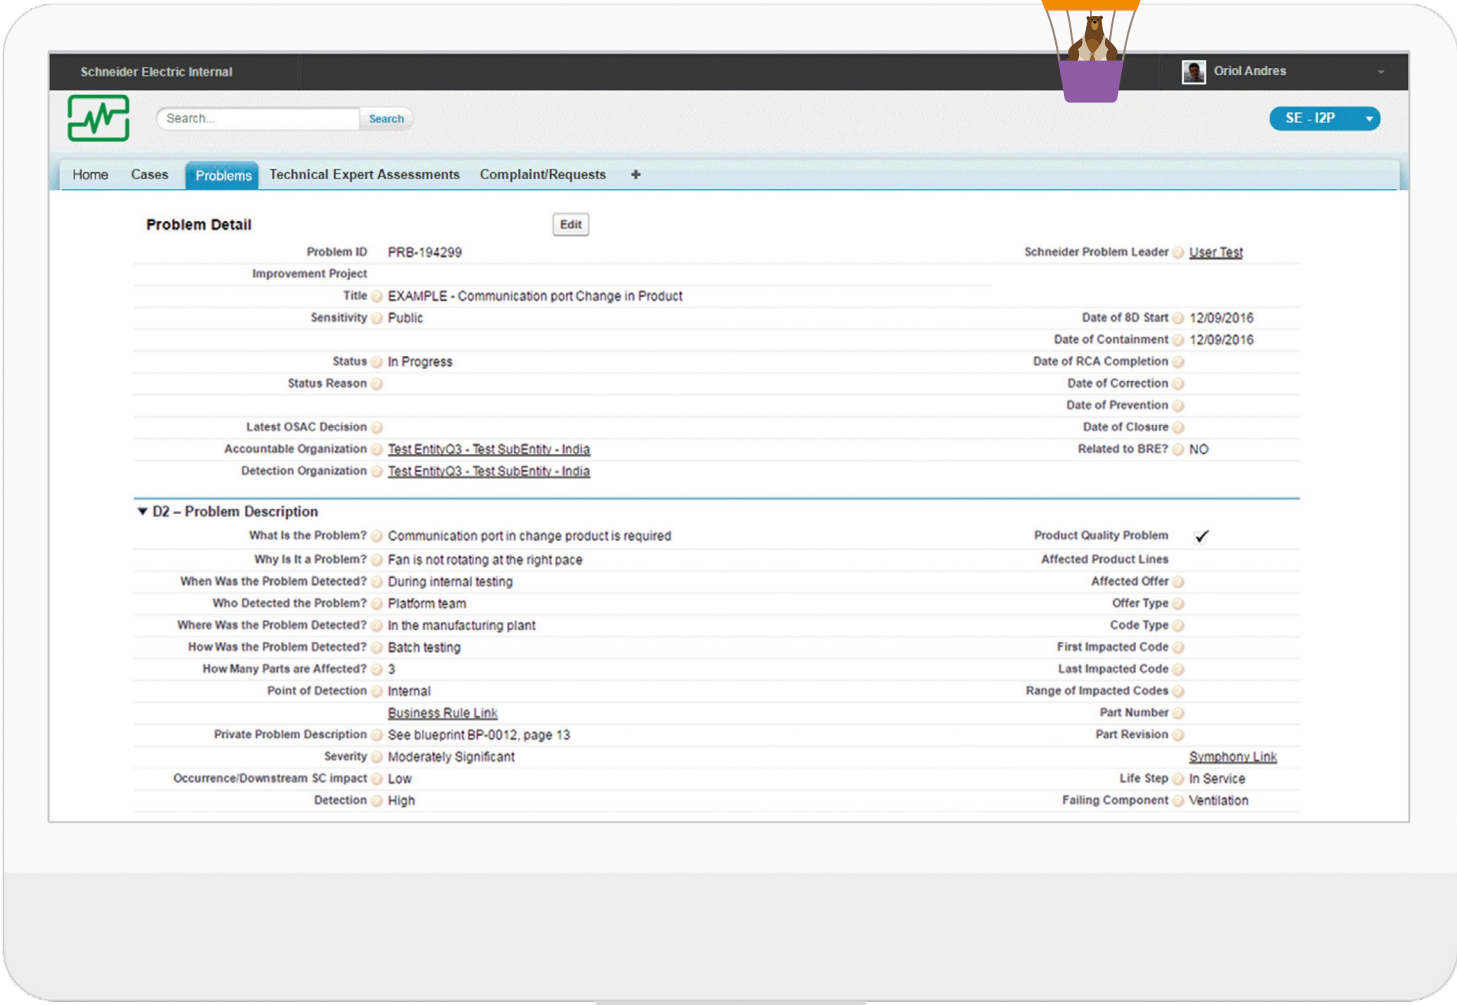 Schneider Electric Internal
Oriol Andres
Search...
Search
SE - I2P
Home Cases Problems Technical Expert Assessments Complaint/Requests +
Problem Detail
Edit
Problem ID PRB-194299 Schneider Problem Leader ? User Test
Improvement Project
Title ? EXAMPLE - Communication port Change in Product
Sensitivity ? Public Date of 8D Start ? 12/09/2016
Date of Containment ? 12/09/2016
Status ? In Progress Date of RCA Completion ?
Status Reason ? Date of Correction ?
Date of Prevention ?
Latest OSAC Decision ? Date of Closure ?
Accountable Organization ? Test EntityQ3 - Test SubEntity - India Related to BRE? ? NO
Detection Organization ? Test EntityQ3 - Test SubEntity - India
D2 – Problem Description
What Is the Problem? ? Communication port in change product is required Product Quality Problem ✓
Why Is It a Problem? ? Fan is not rotating at the right pace Affected Product Lines
When Was the Problem Detected? ? During internal testing Affected Offer ?
Who Detected the Problem? ? Platform team Offer Type ?
Where Was the Problem Detected? ? In the manufacturing plant Code Type ?
How Was the Problem Detected? ? Batch testing First Impacted Code ?
How Many Parts are Affected? ? 3 Last Impacted Code ?
Point of Detection ? Internal Range of Impacted Codes ?
Business Rule Link Part Number ?
Private Problem Description ? See blueprint BP-0012, page 13 Part Revision ?
Severity ? Moderately Significant Symphony Link
Occurrence/Downstream SC impact ? Low Life Step ? In Service
Detection ? High Failing Component ? Ventilation